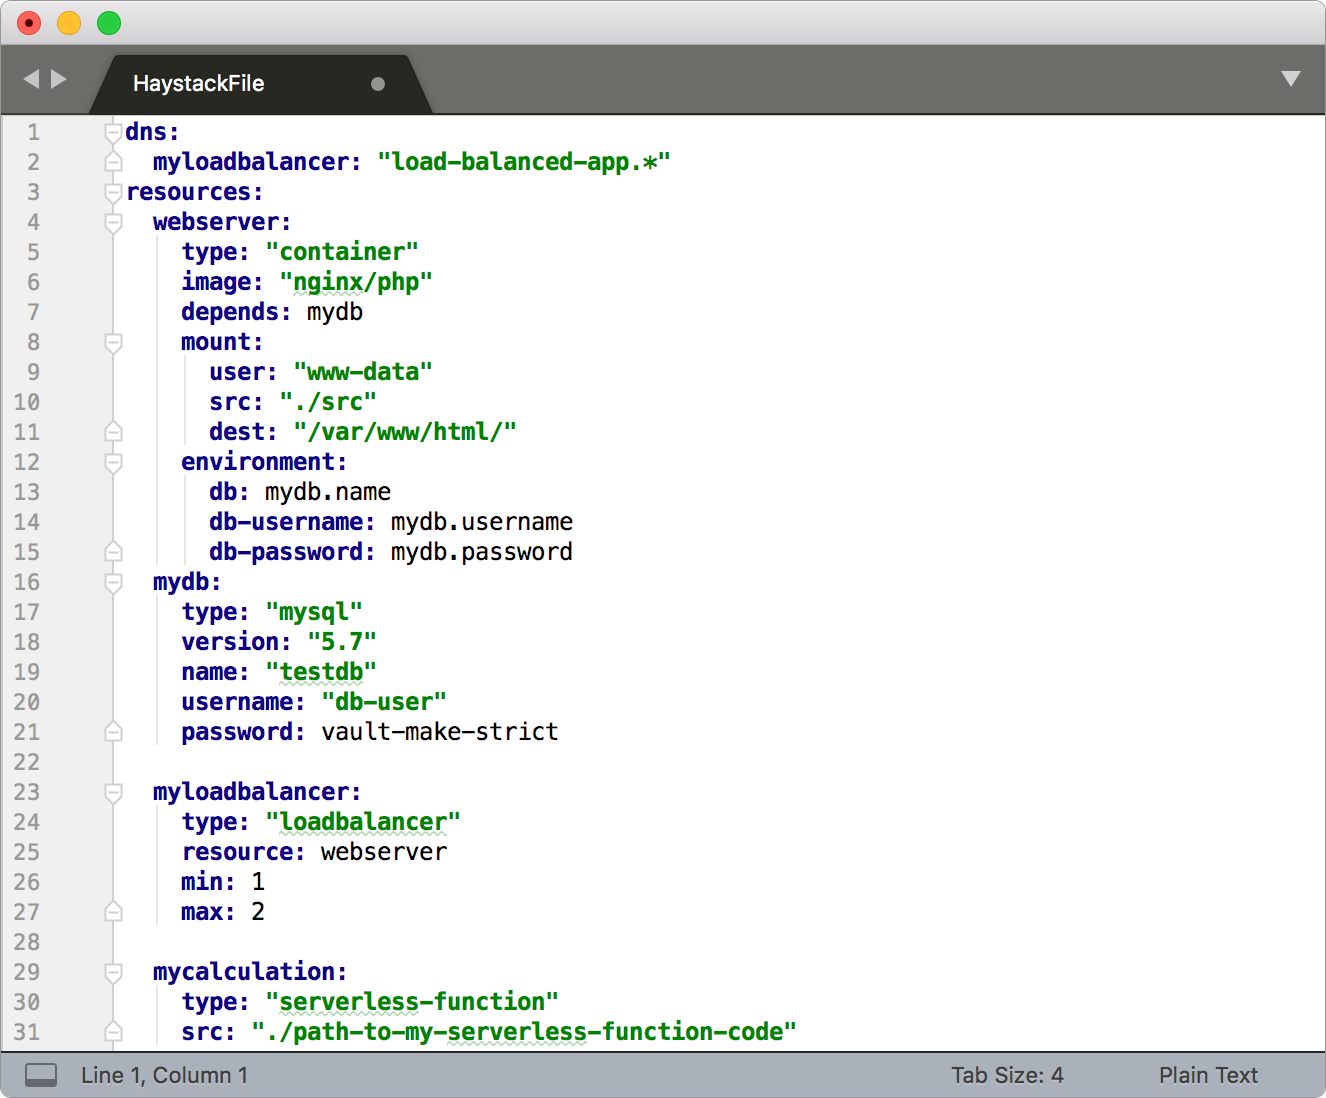 HaystackFile
1 dns:
2   myloadbalancer: "load-balanced-app.*"
3 resources:
4   webserver:
5     type: "container"
6     image: "nginx/php"
7     depends: mydb
8     mount:
9       user: "www-data"
10       src: "./src"
11       dest: "/var/www/html/"
12     environment:
13       db: mydb.name
14       db-username: mydb.username
15       db-password: mydb.password
16   mydb:
17     type: "mysql"
18     version: "5.7"
19     name: "testdb"
20     username: "db-user"
21     password: vault-make-strict
22
23   myloadbalancer:
24     type: "loadbalancer"
25     resource: webserver
26     min: 1
27     max: 2
28
29   mycalculation:
30     type: "serverless-function"
31     src: "./path-to-my-serverless-function-code"
Line 1, Column 1 Tab Size: 4 Plain Text